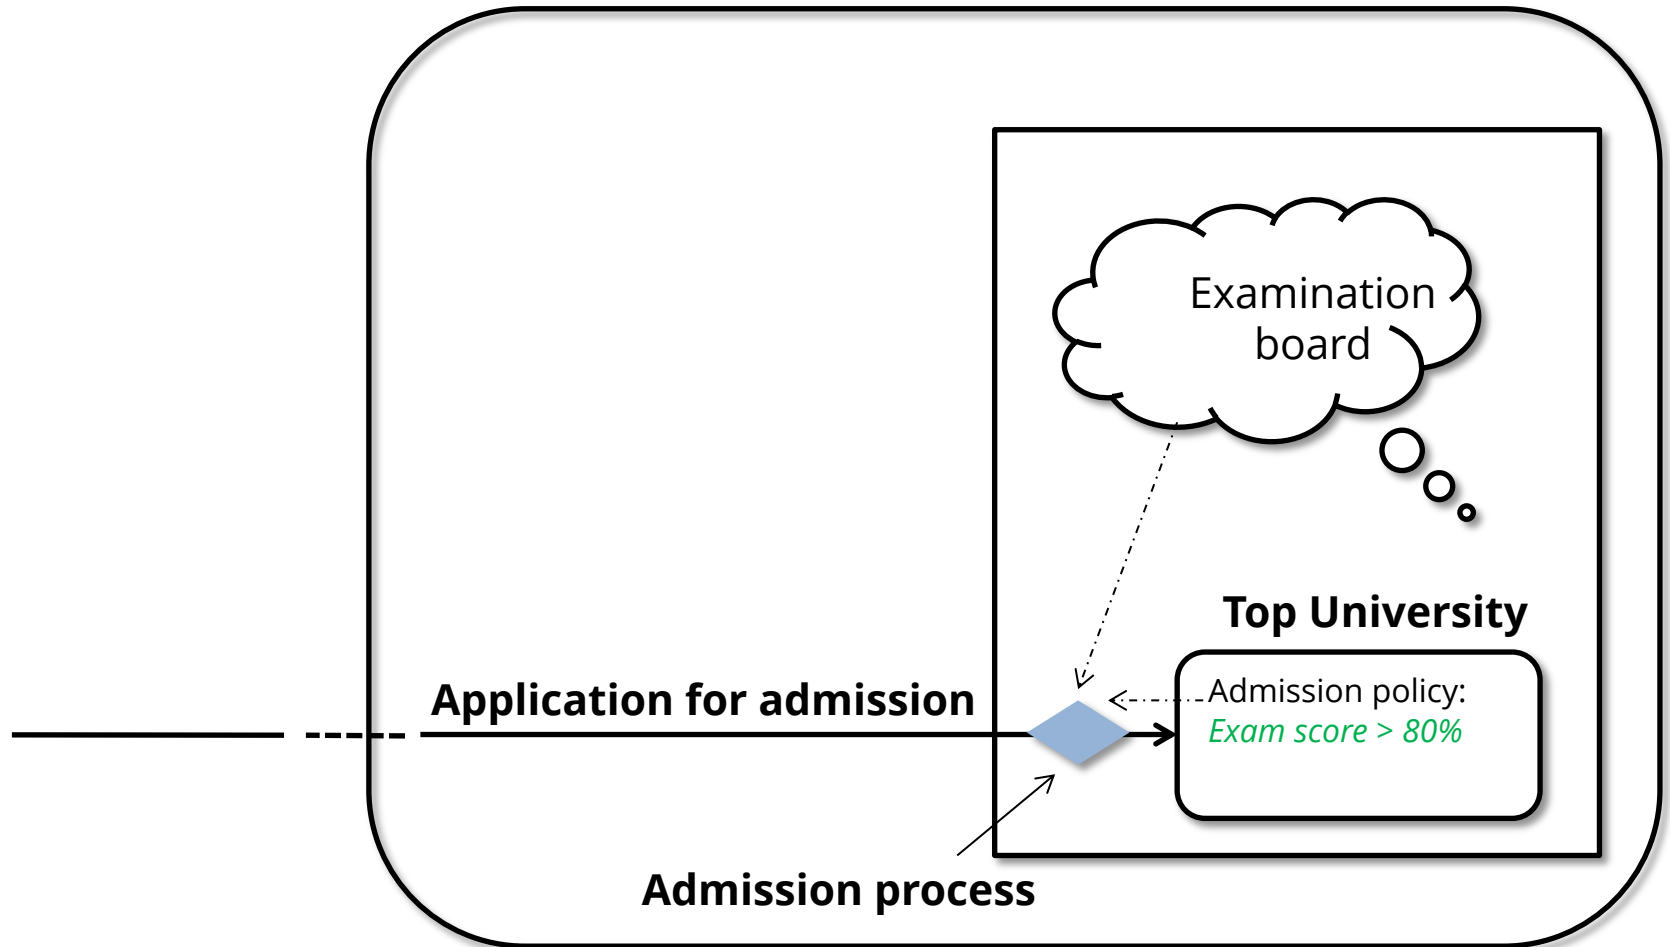 Examination
board
Top University
Application for admission
Admission policy:
Exam score > 80%
Admission process